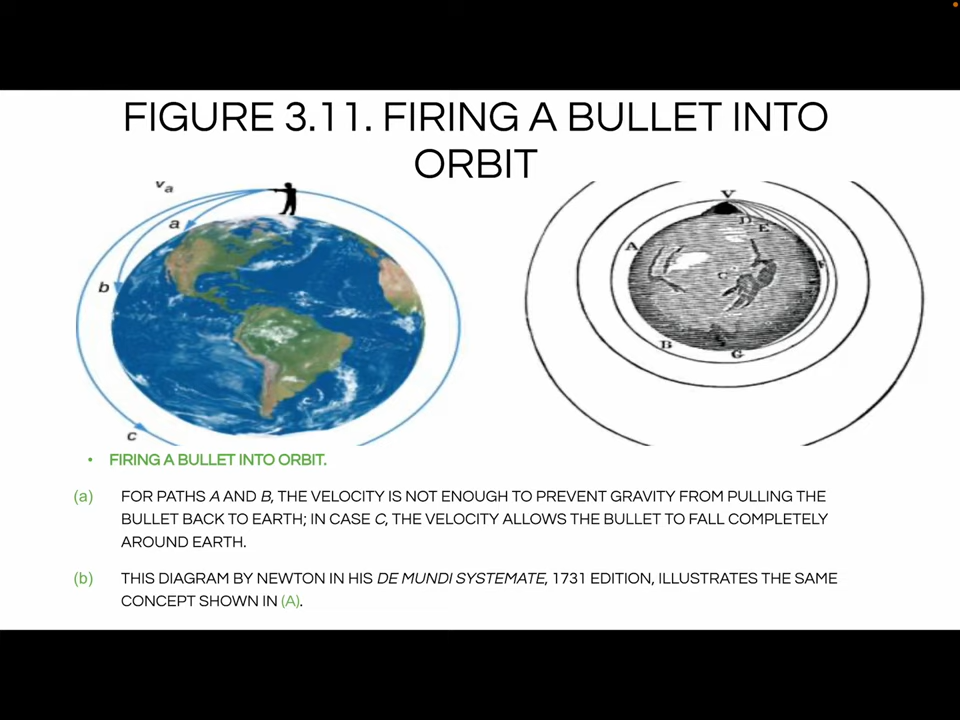 FIGURE 3.11. FIRING A BULLET INTO
ORBIT
va
a
b
c
V
D
E
A
C
B
G
• FIRING A BULLET INTO ORBIT.
(a) FOR PATHS A AND B, THE VELOCITY IS NOT ENOUGH TO PREVENT GRAVITY FROM PULLING THE
BULLET BACK TO EARTH; IN CASE C, THE VELOCITY ALLOWS THE BULLET TO FALL COMPLETELY
AROUND EARTH.
(b) THIS DIAGRAM BY NEWTON IN HIS DE MUNDI SYSTEMATE, 1731 EDITION, ILLUSTRATES THE SAME
CONCEPT SHOWN IN (A).